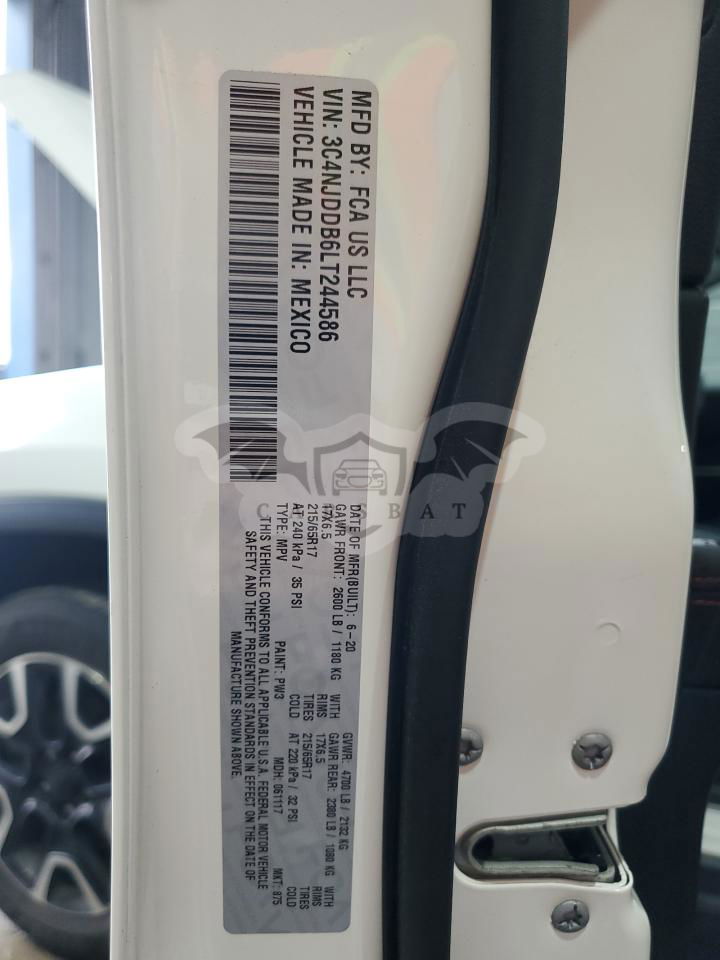 MFD BY: FCA US LLC
VIN: 3C4NJDDB6LT244586
VEHICLE MADE IN: MEXICO
DATE OF MFR(BUILT): 6-20 GVWR: 4700 LB / 2132 KG
GAWR FRONT: 2600 LB / 1180 KG WITH GAWR REAR: 2380 LB / 1080 KG WITH
17X6.5 RIMS 17X6.5 RIMS
215/65R17 TIRES 215/65R17 TIRES
AT 240 kPa / 35 PSI COLD AT 220 kPa / 32 PSI COLD
TYPE: MPV PAINT: PW3 MDH: 061117 MKT: 875
THIS VEHICLE CONFORMS TO ALL APPLICABLE U.S.A. FEDERAL MOTOR VEHICLE
SAFETY AND THEFT PREVENTION STANDARDS IN EFFECT ON THE DATE OF
MANUFACTURE SHOWN ABOVE.